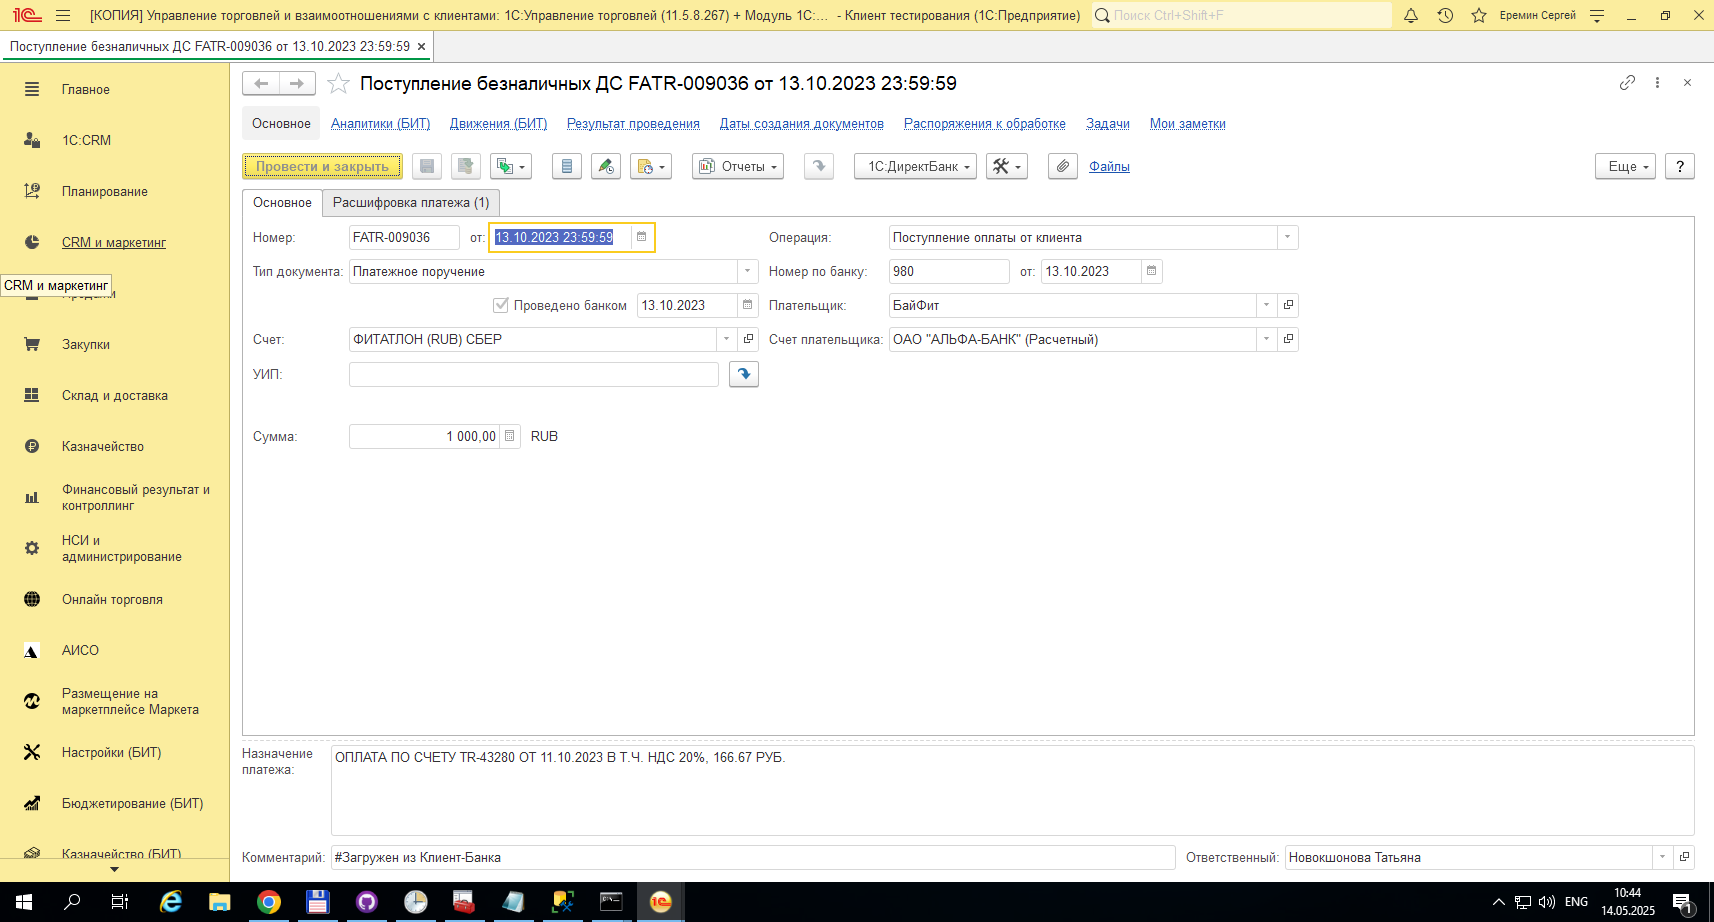 [КОПИЯ] Управление торговлей и взаимоотношениями с клиентами: 1С:Управление торговлей (11.5.8.267) + Модуль 1С:... - Клиент тестирования (1С:Предприятие)
Поиск Ctrl+Shift+F
Еремин Сергей
Поступление безналичных ДС FATR-009036 от 13.10.2023 23:59:59
Главное
1С:CRM
Планирование
CRM и маркетинг
CRM и маркетинг
Закупки
Склад и доставка
Казначейство
Финансовый результат и
контроллинг
НСИ и
администрирование
Онлайн торговля
АИСО
Размещение на
маркетплейсе Маркета
Настройки (БИТ)
Бюджетирование (БИТ)
Казначейство (БИТ)
Поступление безналичных ДС FATR-009036 от 13.10.2023 23:59:59
Основное Аналитики (БИТ) Движения (БИТ) Результат проведения Даты создания документов Распоряжения к обработке Задачи Мои заметки
Провести и закрыть Отчеты 1С:ДиректБанк Файлы Еще ?
Основное Расшифровка платежа (1)
Номер: FATR-009036 от: 13.10.2023 23:59:59 Операция: Поступление оплаты от клиента
Тип документа: Платежное поручение Номер по банку: 980 от: 13.10.2023
Проведено банком 13.10.2023 Плательщик: БайФит
Счет: ФИТАТЛОН (RUB) СБЕР Счет плательщика: ОАО "АЛЬФА-БАНК" (Расчетный)
УИП:
Сумма: 1 000,00 RUB
Назначение
платежа:
ОПЛАТА ПО СЧЕТУ TR-43280 ОТ 11.10.2023 В Т.Ч. НДС 20%, 166.67 РУБ.
Комментарий: #Загружен из Клиент-Банка Ответственный: Новокшонова Татьяна
ENG
10:44
14.05.2025
1